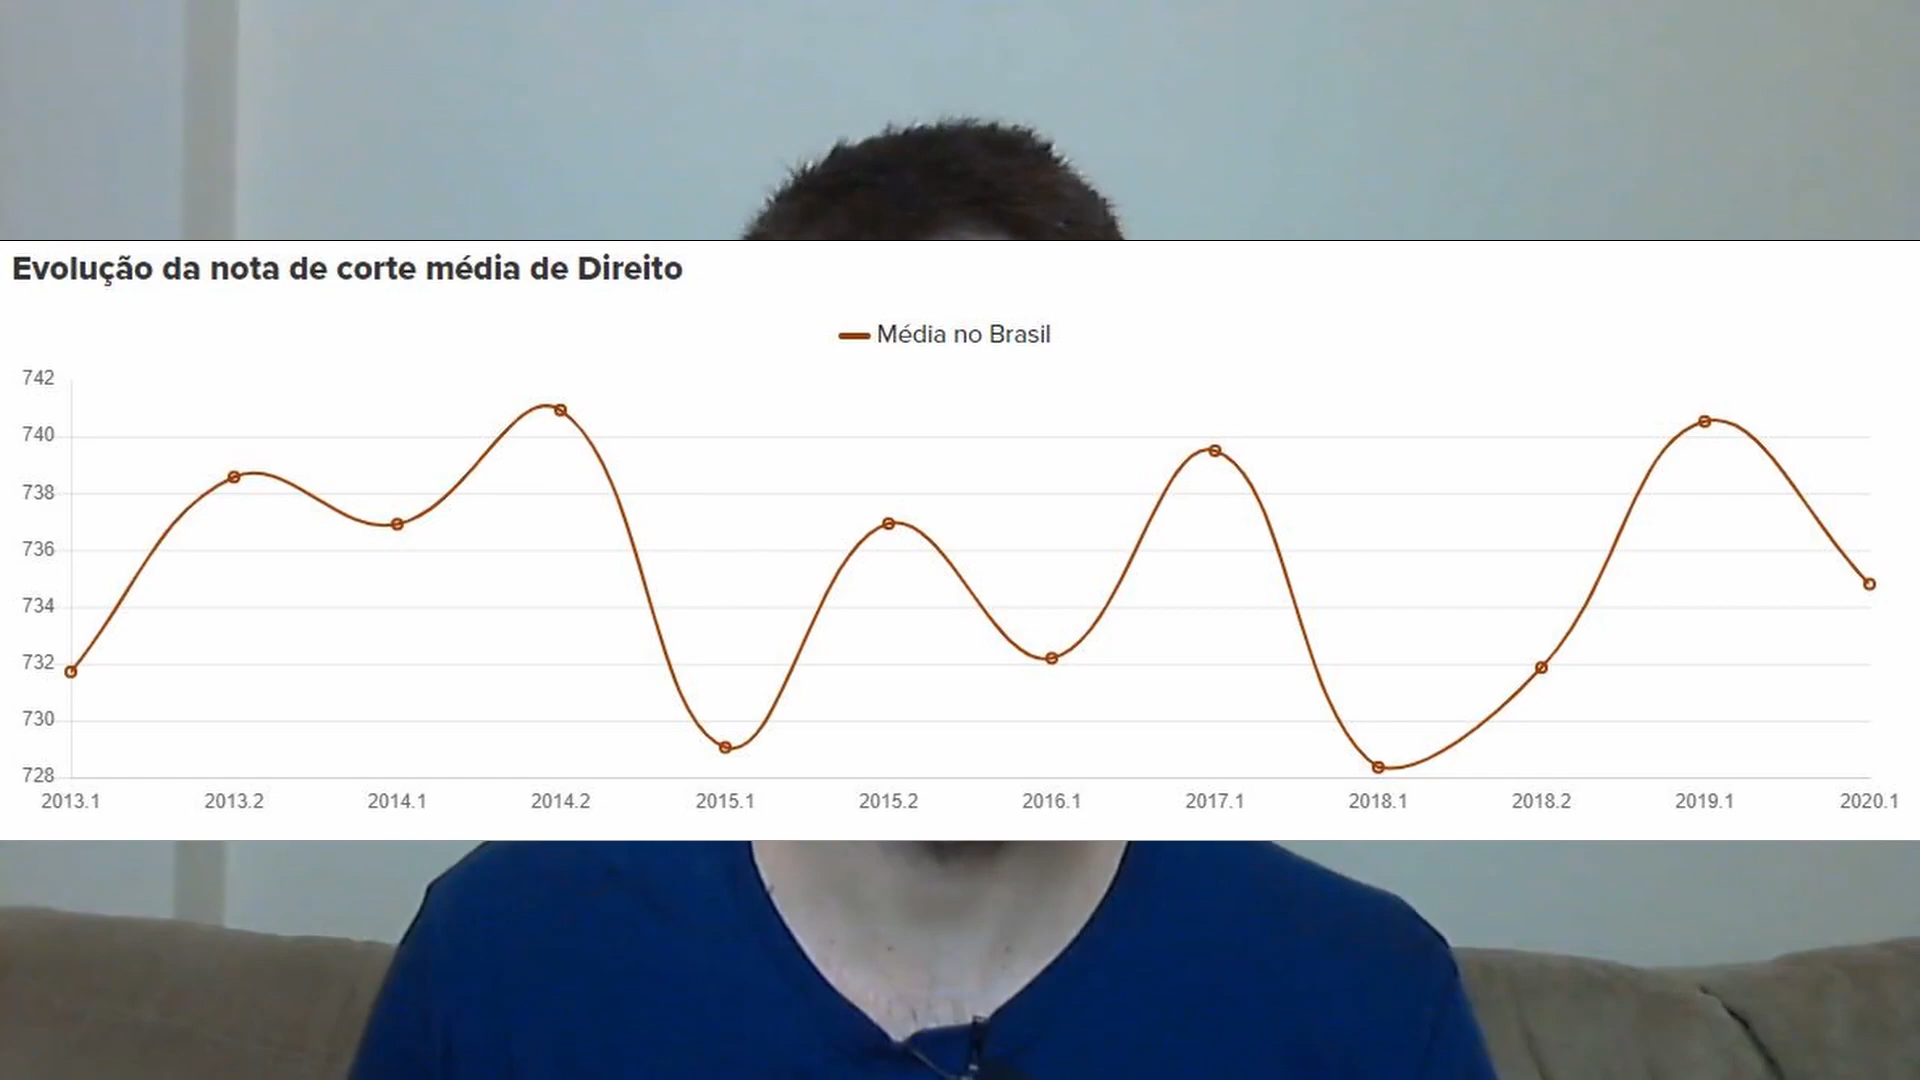 Evolução da nota de corte média de Direito
Média no Brasil
742
740
738
736
734
732
730
728
2013.1 2013.2 2014.1 2014.2 2015.1 2015.2 2016.1 2017.1 2018.1 2018.2 2019.1 2020.1